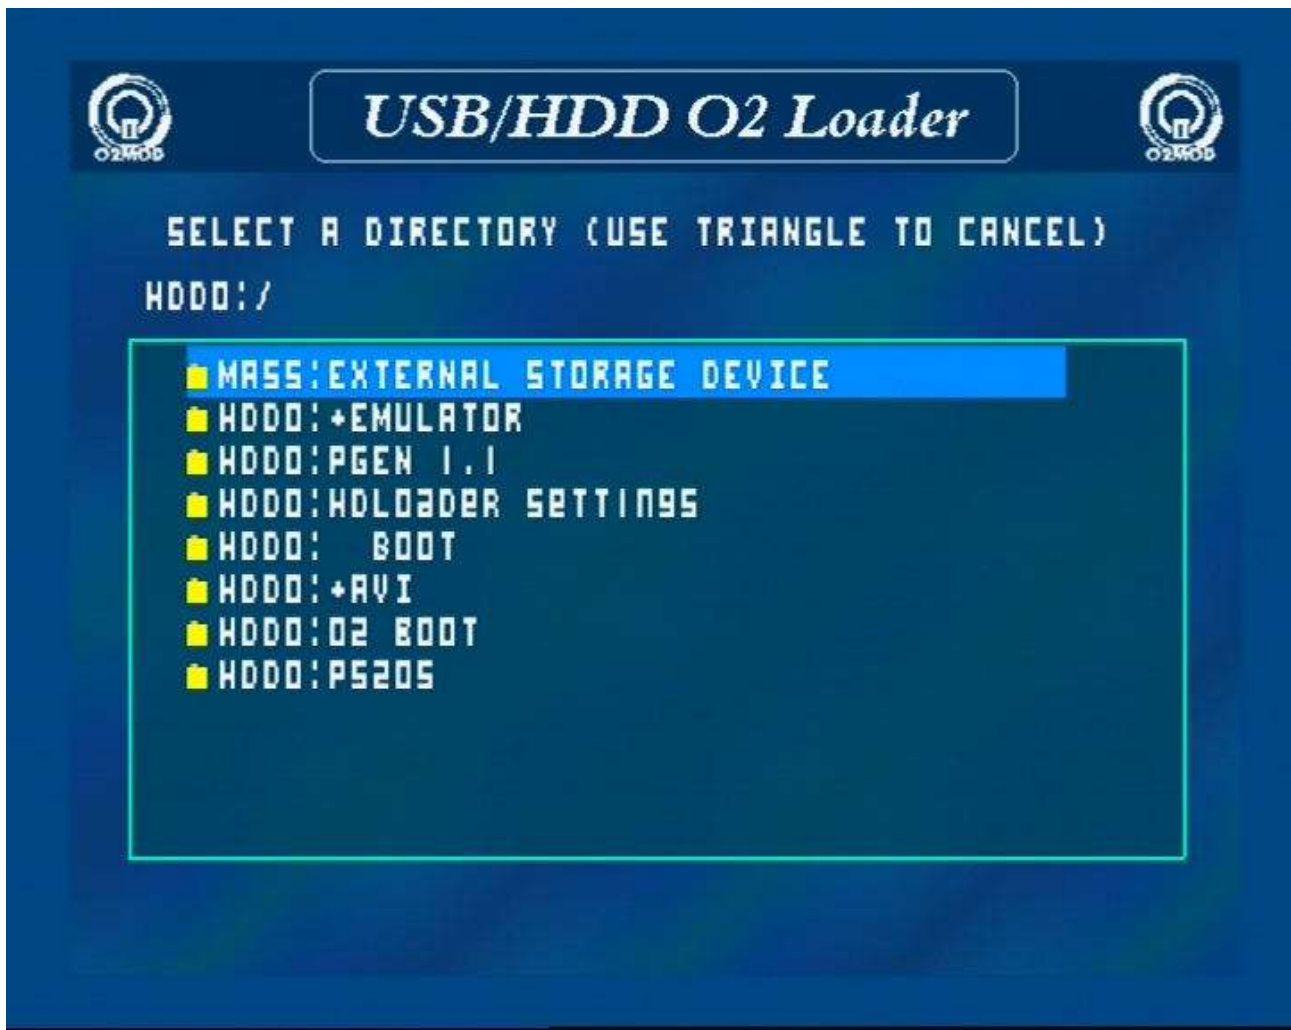 O2MOD
USB/HDD O2 Loader
O2MOD
SELECT A DIRECTORY (USE TRIANGLE TO CANCEL)
HDD0:/
MASS:EXTERNAL STORAGE DEVICE
HDD0:+EMULATOR
HDD0:PGEN 1.1
HDD0:HDLOaDeR SeTTInGS
HDD0:  BOOT
HDD0:+AVI
HDD0:O2 BOOT
HDD0:PS2OS